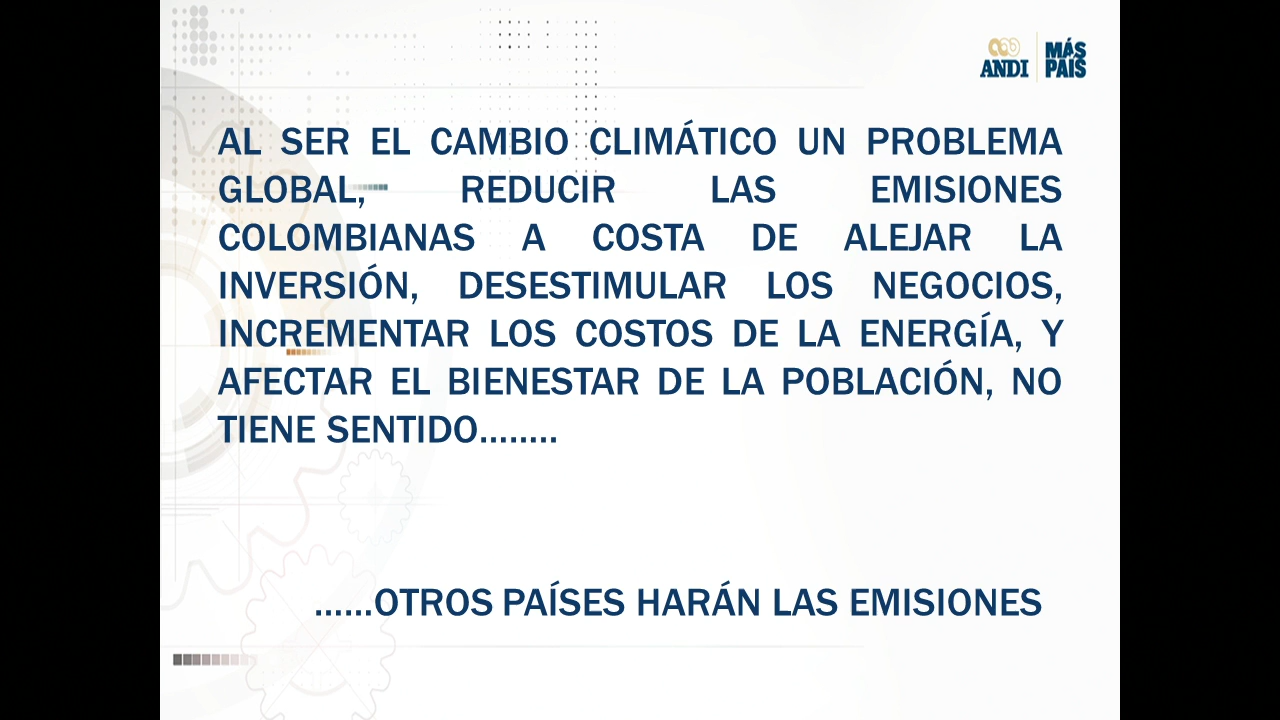 ANDI
MÁS
PAÍS
AL SER EL CAMBIO CLIMÁTICO UN PROBLEMA
GLOBAL, REDUCIR LAS EMISIONES
COLOMBIANAS A COSTA DE ALEJAR LA
INVERSIÓN, DESESTIMULAR LOS NEGOCIOS,
INCREMENTAR LOS COSTOS DE LA ENERGÍA, Y
AFECTAR EL BIENESTAR DE LA POBLACIÓN, NO
TIENE SENTIDO........
......OTROS PAÍSES HARÁN LAS EMISIONES